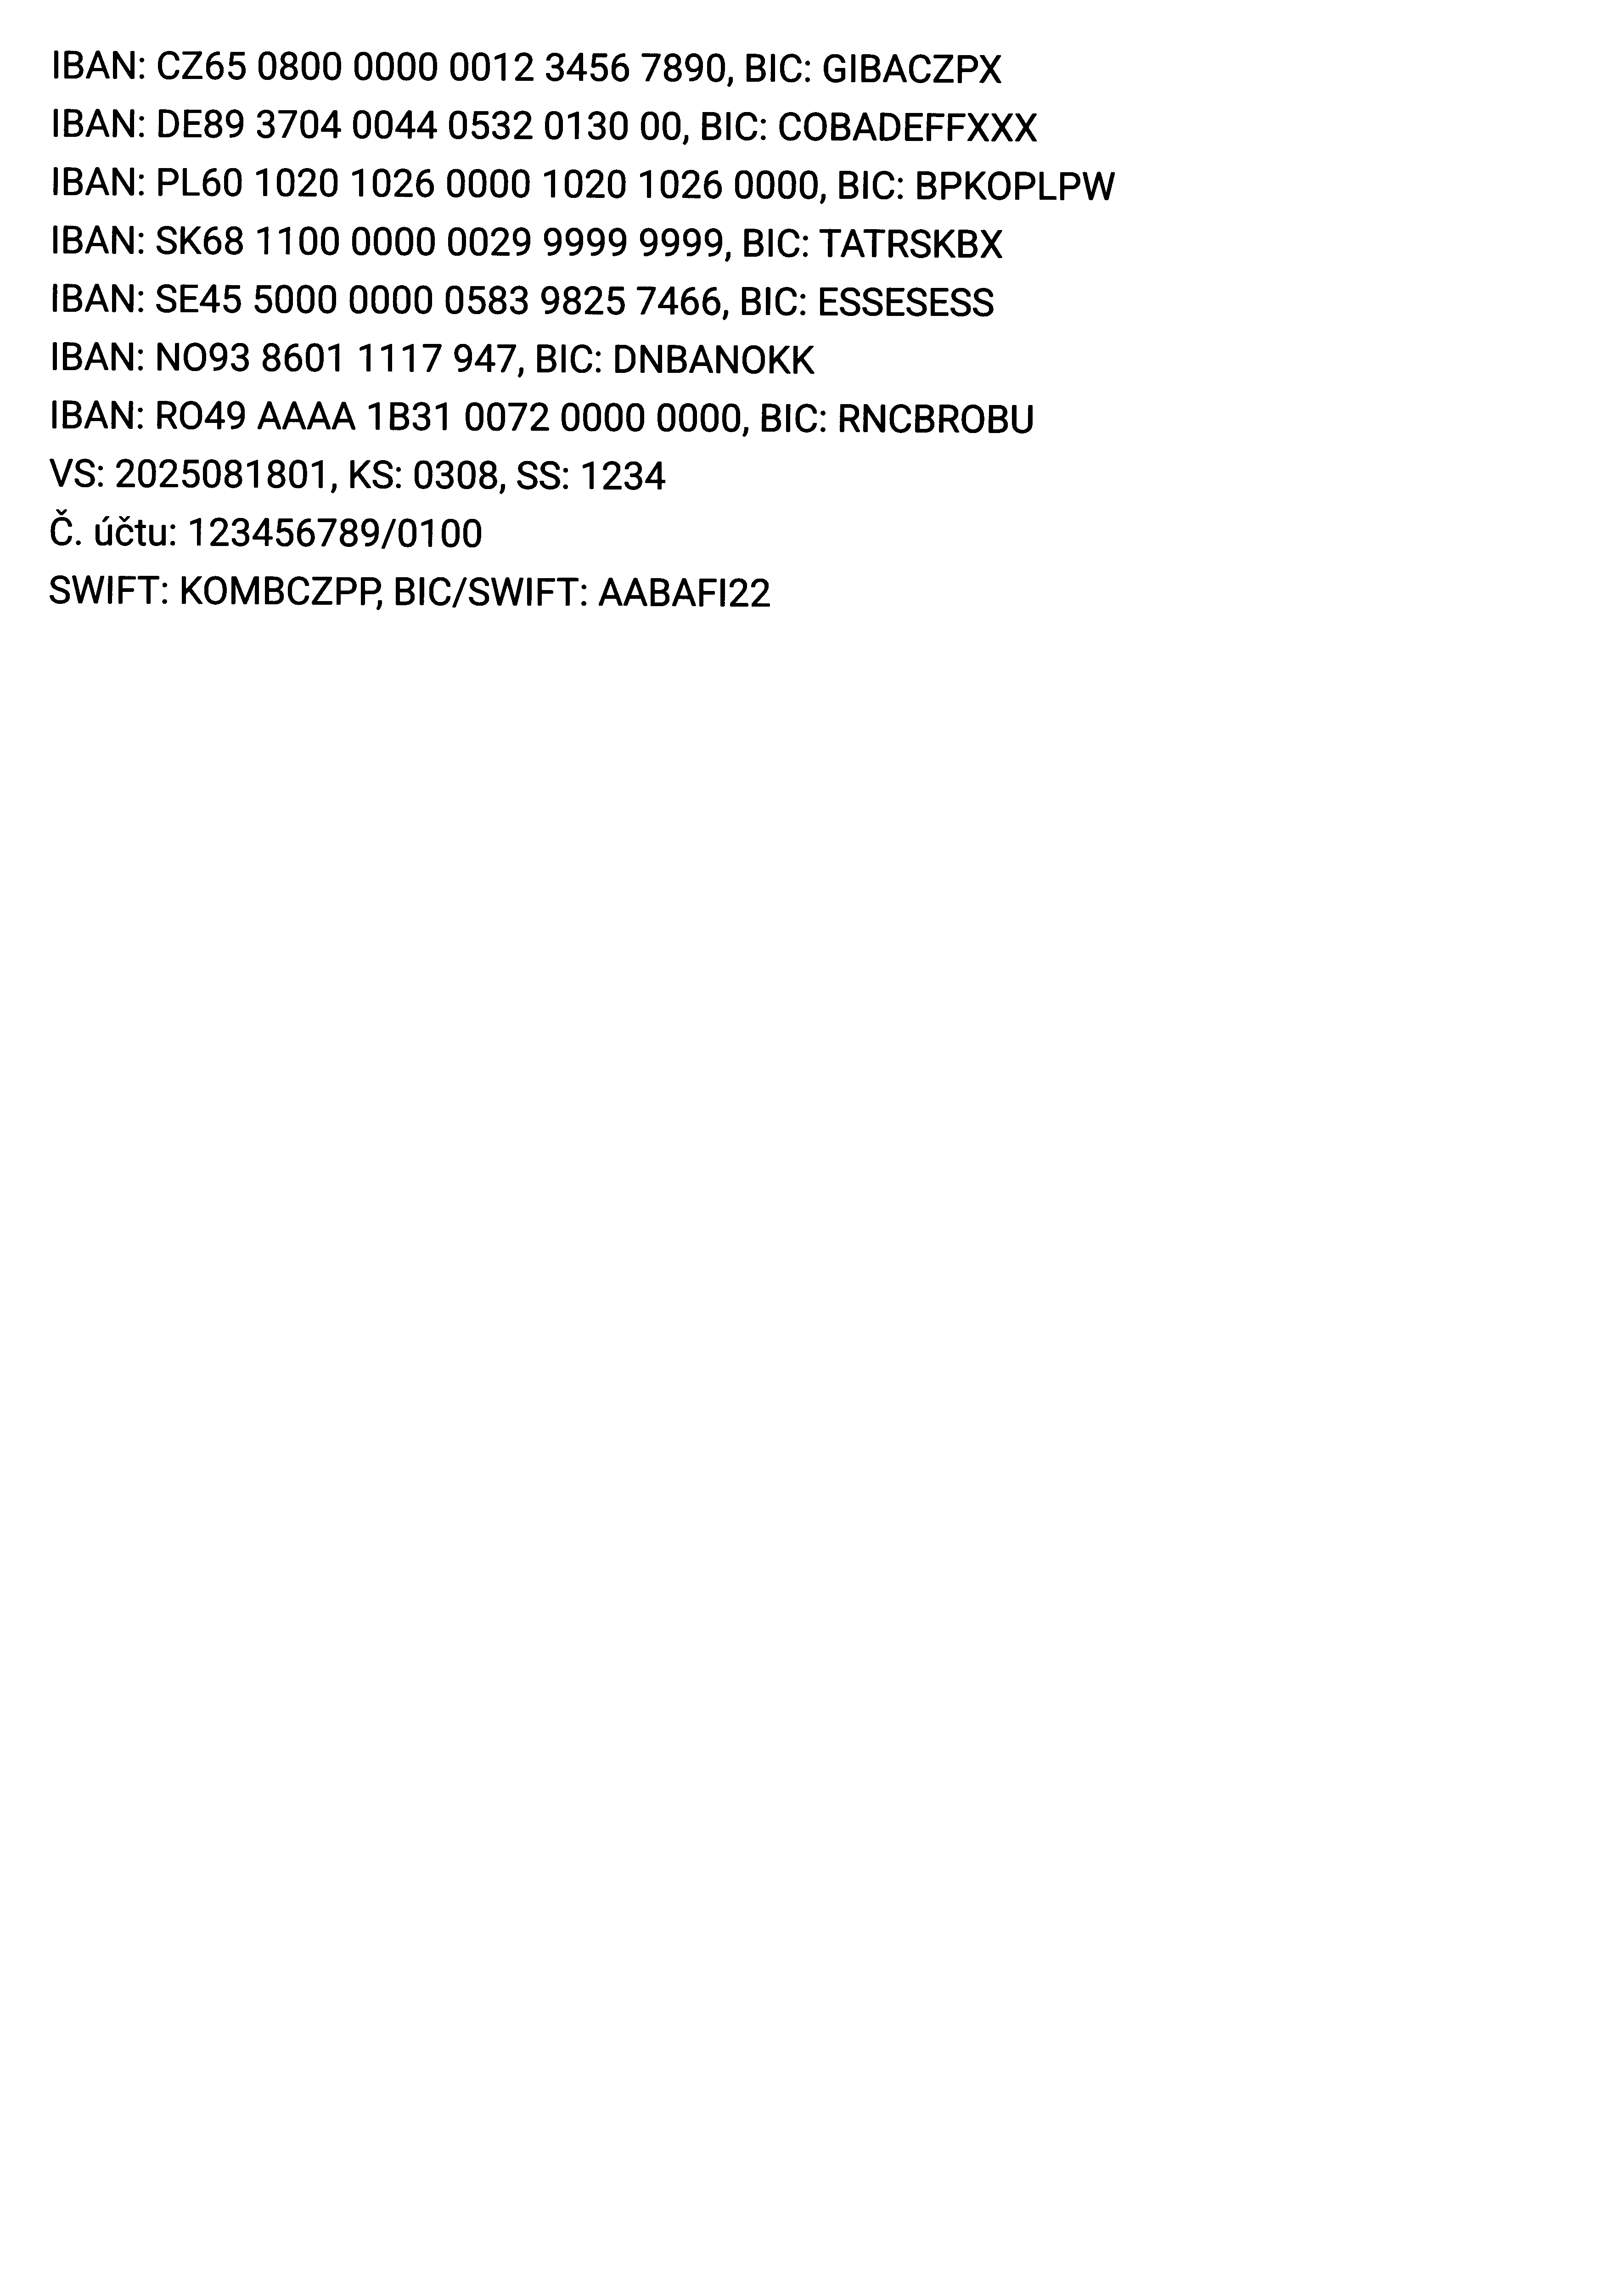 IBAN: CZ65 0800 0000 0012 3456 7890, BIC: GIBACZPX
IBAN: DE89 3704 0044 0532 0130 00, BIC: COBADEFFXXX
IBAN: PL60 1020 1026 0000 1020 1026 0000, BIC: BPKOPLPW
IBAN: SK68 1100 0000 0029 9999 9999, BIC: TATRSKBX
IBAN: SE45 5000 0000 0583 9825 7466, BIC: ESSESESS
IBAN: NO93 8601 1117 947, BIC: DNBANOKK
IBAN: RO49 AAAA 1B31 0072 0000 0000, BIC: RNCBROBU
VS: 2025081801, KS: 0308, SS: 1234
Č. účtu: 123456789/0100
SWIFT: KOMBCZPP, BIC/SWIFT: AABAFI22